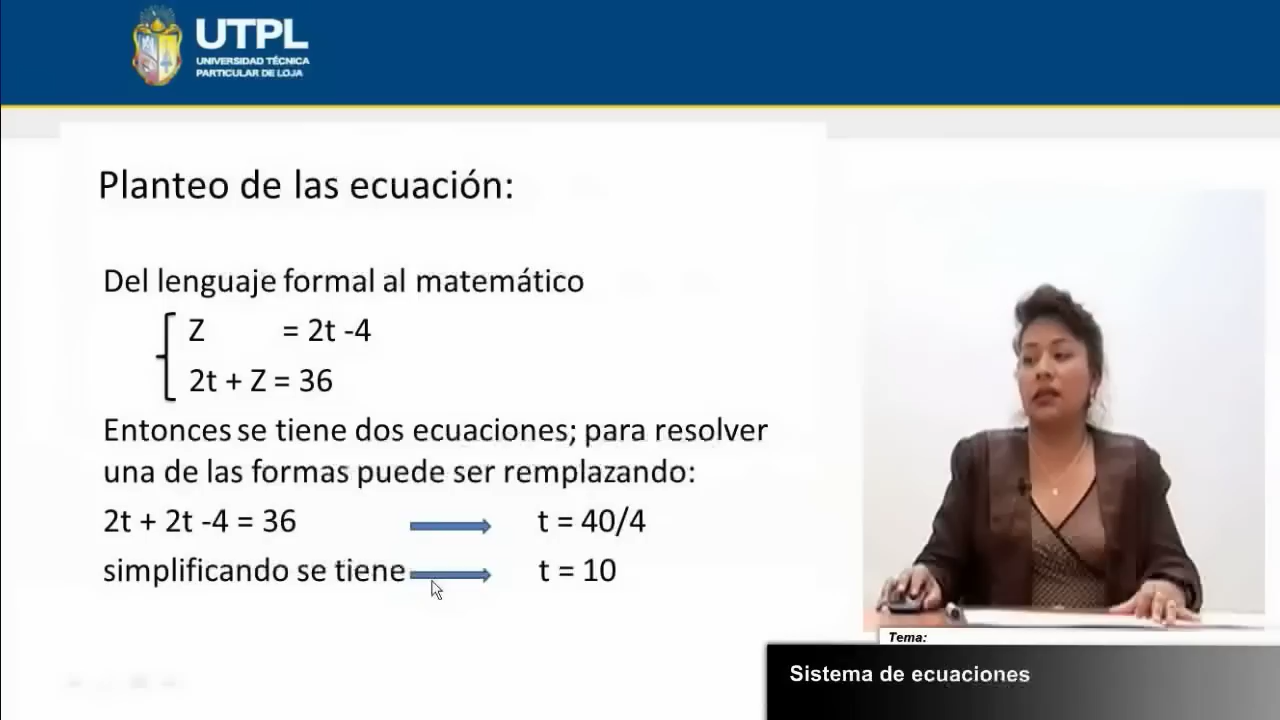 UTPL
UNIVERSIDAD TÉCNICA
PARTICULAR DE LOJA
Planteo de las ecuación:
Del lenguaje formal al matemático
Z = 2t -4
2t + Z = 36
Entonces se tiene dos ecuaciones; para resolver
una de las formas puede ser remplazando:
2t + 2t -4 = 36 t = 40/4
simplificando se tiene t = 10
Tema:
Sistema de ecuaciones